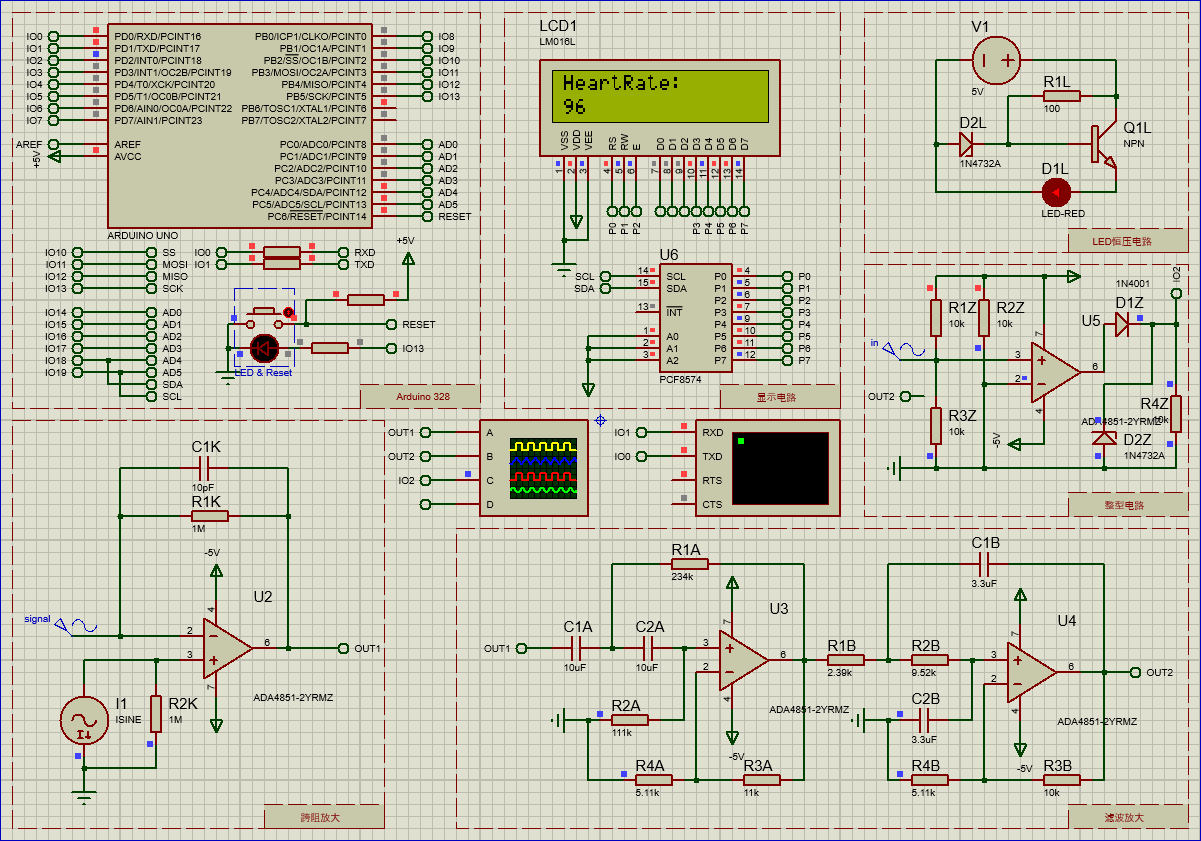 IO0 PD0/RXD/PCINT16 PB0/ICP1/CLKO/PCINT0 IO8
IO1 PD1/TXD/PCINT17 PB1/OC1A/PCINT1 IO9
IO2 PD2/INT0/PCINT18 PB2/SS/OC1B/PCINT2 IO10
IO3 PD3/INT1/OC2B/PCINT19 PB3/MOSI/OC2A/PCINT3 IO11
IO4 PD4/T0/XCK/PCINT20 PB4/MISO/PCINT4 IO12
IO5 PD5/T1/OC0B/PCINT21 PB5/SCK/PCINT5 IO13
IO6 PD6/AIN0/OC0A/PCINT22 PB6/TOSC1/XTAL1/PCINT6
IO7 PD7/AIN1/PCINT23 PB7/TOSC2/XTAL2/PCINT7
AREF AREF PC0/ADC0/PCINT8 AD0
+5V AVCC PC1/ADC1/PCINT9 AD1
PC2/ADC2/PCINT10 AD2
PC3/ADC3/PCINT11 AD3
PC4/ADC4/SDA/PCINT12 AD4
PC5/ADC5/SCL/PCINT13 AD5
PC6/RESET/PCINT14 RESET
ARDUINO UNO
IO10 SS IO0 RXD
IO11 MOSI IO1 TXD
IO12 MISO
IO13 SCK
+5V
IO14 AD0
IO15 AD1
IO16 AD2
IO17 AD3
IO18 AD4
IO19 AD5
SDA
SCL
RESET
IO13
LED & Reset
Arduino 328
LCD1
LM016L
HeartRate:
96
VSS VDD VEE RS RW E D0 D1 D2 D3 D4 D5 D6 D7
1 2 3 4 5 6 7 8 9 10 11 12 13 14
P0 P1 P2 P3 P4 P5 P6 P7
U6
SCL 14 SCL P0 4 P0
SDA 15 SDA P1 5 P1
P2 6 P2
13 INT P3 7 P3
P4 9 P4
1 A0 P5 10 P5
2 A1 P6 11 P6
3 A2 P7 12 P7
PCF8574
显示电路
V1
5V
R1L
100
D2L
1N4732A
Q1L
NPN
D1L
LED-RED
LED恒压电路
IO2
1N4001
D1Z
R1Z
10k
R2Z
10k
U5
in
7
3
2
6
4
OUT2
-5V
R3Z
10k
ADA4851-2YRMZ
R4Z
10k
D2Z
1N4732A
整型电路
OUT1 A
OUT2 B
IO2 C
D
IO1 RXD
IO0 TXD
RTS
CTS
C1K
10pF
R1K
1M
-5V
U2
signal
4
2
3
6
7
OUT1
ADA4851-2YRMZ
I1
ISINE
R2K
1M
跨阻放大
R1A
234k
C1A
10uF
C2A
10uF
OUT1
U3
7
3
2
6
4
R2A
111k
ADA4851-2YRMZ
-5V
R4A
5.11k
R3A
11k
C1B
3.3uF
R1B
2.39k
R2B
9.52k
U4
7
3
2
6
4
OUT2
C2B
3.3uF
ADA4851-2YRMZ
-5V
R4B
5.11k
R3B
10k
滤波放大